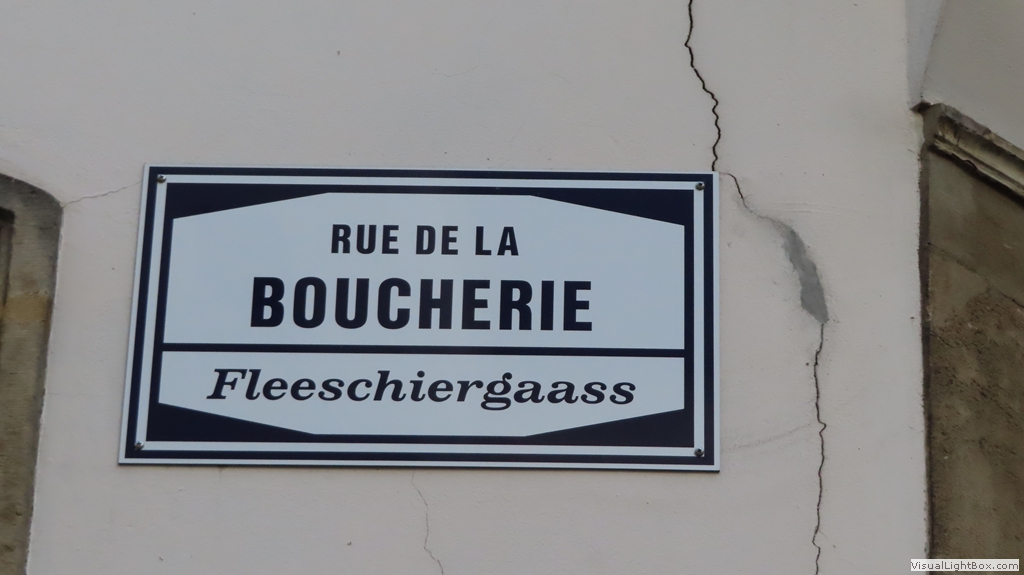 RUE DE LA
BOUCHERIE
Fleeschiergaass
VisualLightBox.com